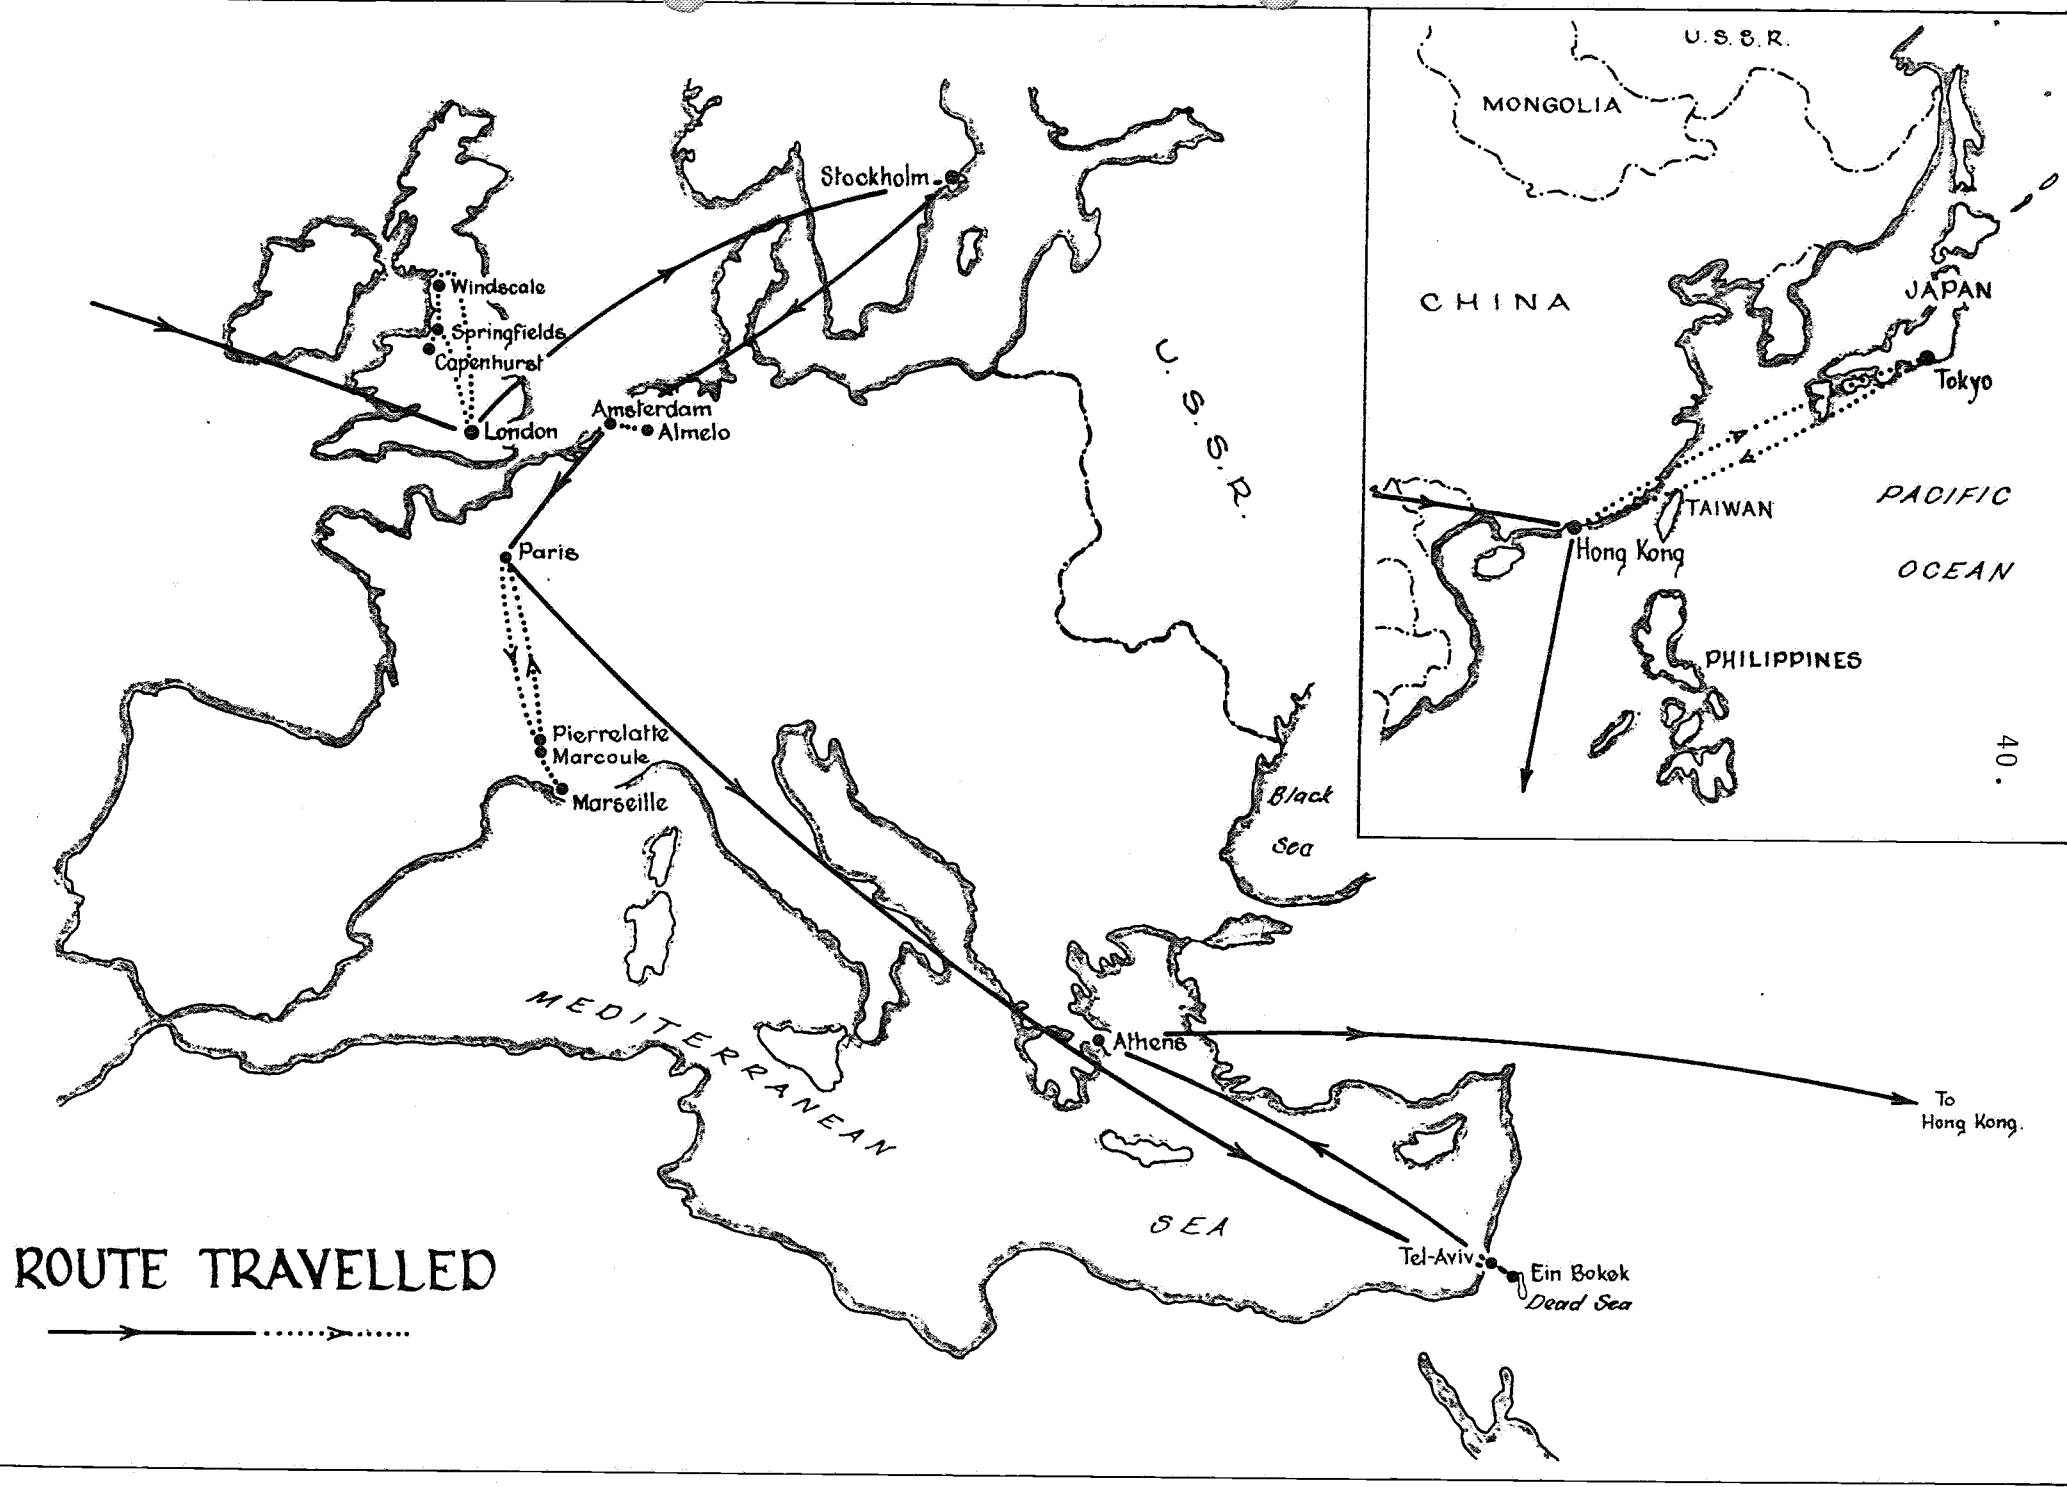 U.S.S.R.
MONGOLIA
CHINA
JAPAN
Tokyo
TAIWAN
Hong Kong
PACIFIC
OCEAN
PHILIPPINES
40.
Stockholm
Windscale
Springfields
Capenhurst
London
Amsterdam
Almelo
Paris
U.S.S.R.
Pierrelatte
Marcoule
Marseille
Black
Sea
MEDITERRANEAN
SEA
Athens
To
Hong Kong.
Tel-Aviv
Ein Bokek
Dead Sea
ROUTE TRAVELLED